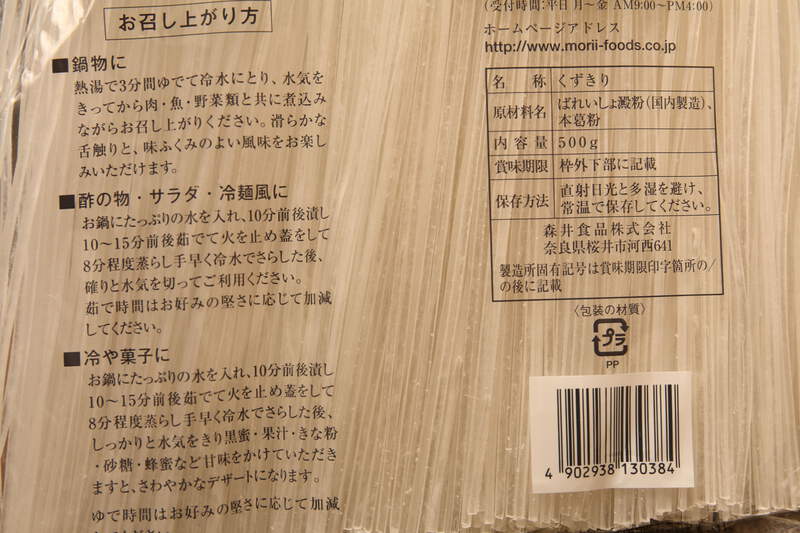 お召し上がり方
■鍋物に
熱湯で3分間ゆでて冷水にとり、水気を
きってから肉・魚・野菜類と共に煮込み
ながらお召し上がりください。滑らかな
舌触りと、味ふくみのよい風味をお楽し
みいただけます。
■酢の物・サラダ・冷麺風に
お鍋にたっぷりの水を入れ、10分前後漬し
10〜15分前後茹でて火を止め蓋をして
8分程度蒸らし手早く冷水でさらした後、
確りと水気を切ってご利用ください。
茹で時間はお好みの堅さに応じて加減
してください。
■冷や菓子に
お鍋にたっぷりの水を入れ、10分前後漬し
10〜15分前後茹でて火を止め蓋をして
8分程度蒸らし手早く冷水でさらした後、
しっかりと水気をきり黒蜜・果汁・きな粉
・砂糖・蜂蜜など甘味をかけていただき
ますと、さわやかなデザートになります。
ゆで時間はお好みの堅さに応じて加減
(受付時間:平日 月〜金 AM9:00〜PM4:00)
ホームページアドレス
http://www.morii-foods.co.jp
名称 くずきり
原材料名 ばれいしょ澱粉(国内製造)、
本葛粉
内容量 500g
賞味期限 枠外下部に記載
保存方法 直射日光と多湿を避け、
常温で保存してください。
森井食品株式会社
奈良県桜井市河西641
製造所固有記号は賞味期限印字箇所の/
の後に記載
〈包装の材質〉
プラ
PP
4 902938 130384